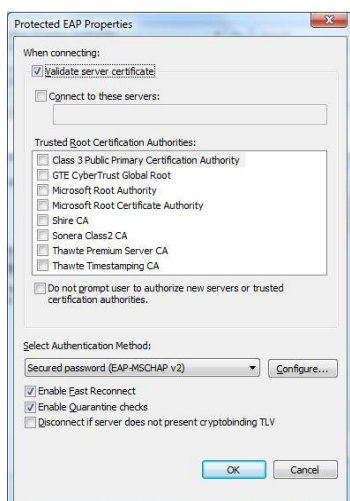 Protected EAP Properties
When connecting:
Validate server certificate
Connect to these servers:
Trusted Root Certification Authorities:
Class 3 Public Primary Certification Authority
GTE CyberTrust Global Root
Microsoft Root Authority
Microsoft Root Certificate Authority
Shire CA
Sonera Class2 CA
Thawte Premium Server CA
Thawte Timestamping CA
Do not prompt user to authorize new servers or trusted
certification authorities.
Select Authentication Method:
Secured password (EAP-MSCHAP v2)
Configure...
Enable Fast Reconnect
Enable Quarantine checks
Disconnect if server does not present cryptobinding TLV
OK
Cancel